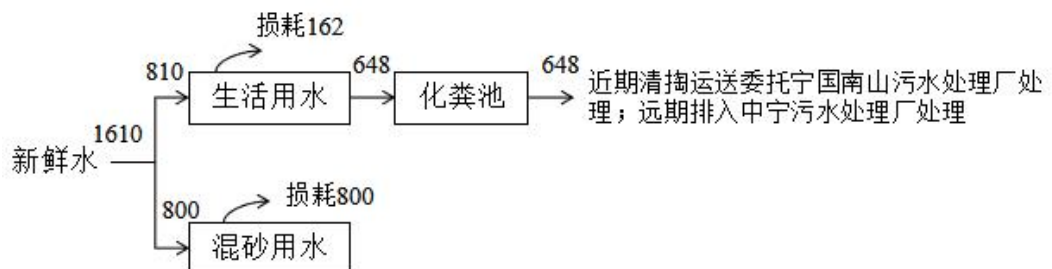 损耗162
810
生活用水
648
化粪池
648
近期清掏运送委托宁国南山污水处理厂处
理；远期排入中宁污水处理厂处理
1610
新鲜水
800
损耗800
混砂用水